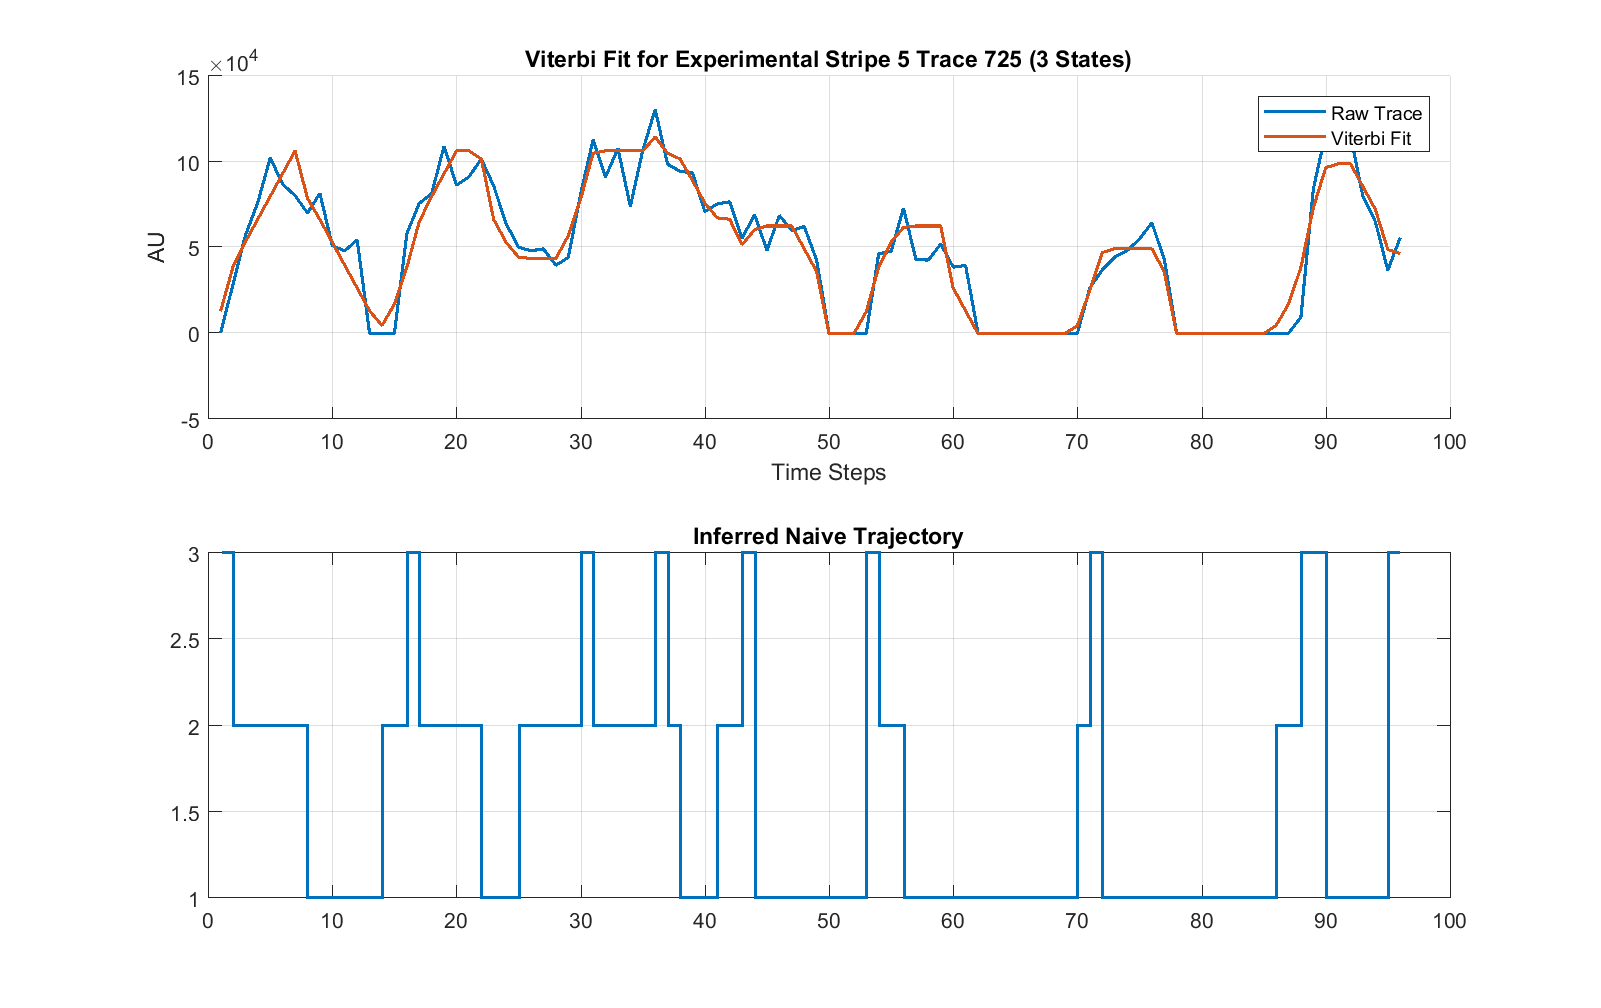 Viterbi Fit for Experimental Stripe 5 Trace 725 (3 States)
×10^4
15
10
5
0
-5
AU
Raw Trace
Viterbi Fit
0 10 20 30 40 50 60 70 80 90 100
Time Steps
Inferred Naive Trajectory
3
2.5
2
1.5
1
0 10 20 30 40 50 60 70 80 90 100